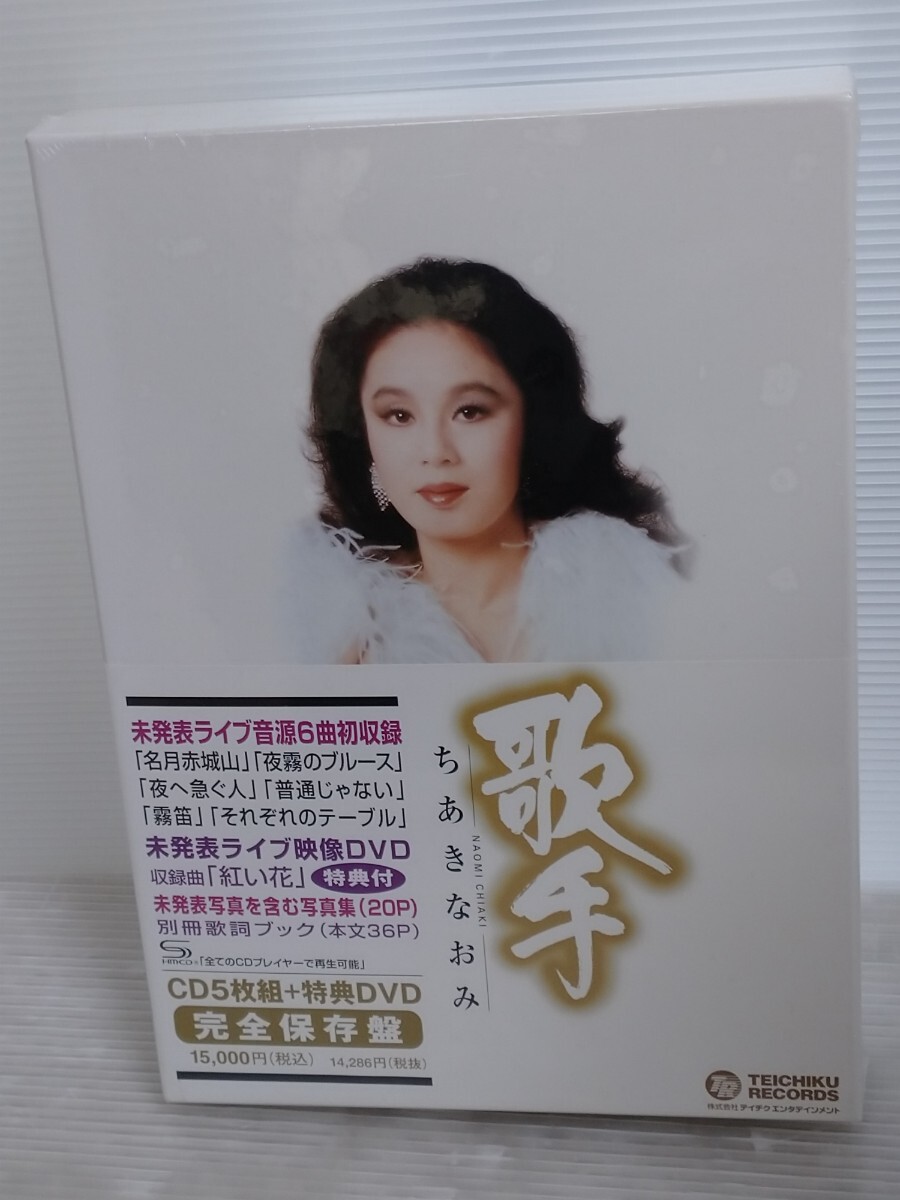 未発表ライブ音源6曲初収録
「名月赤城山」「夜霧のブルース」
「夜へ急ぐ人」「普通じゃない」
「霧笛」「それぞれのテーブル」
未発表ライブ映像DVD
収録曲「紅い花」 特典付
未発表写真を含む写真集(20P)
別冊歌詞ブック(本文36P)
HMCD「全てのCDプレイヤーで再生可能」
CD5枚組+特典DVD
完全保存盤
15,000円(税込) 14,286円(税抜)
歌手
ちあきなおみ
NAOMI CHIAKI
TR TEICHIKU
RECORDS
株式会社 テイチクエンタテインメント